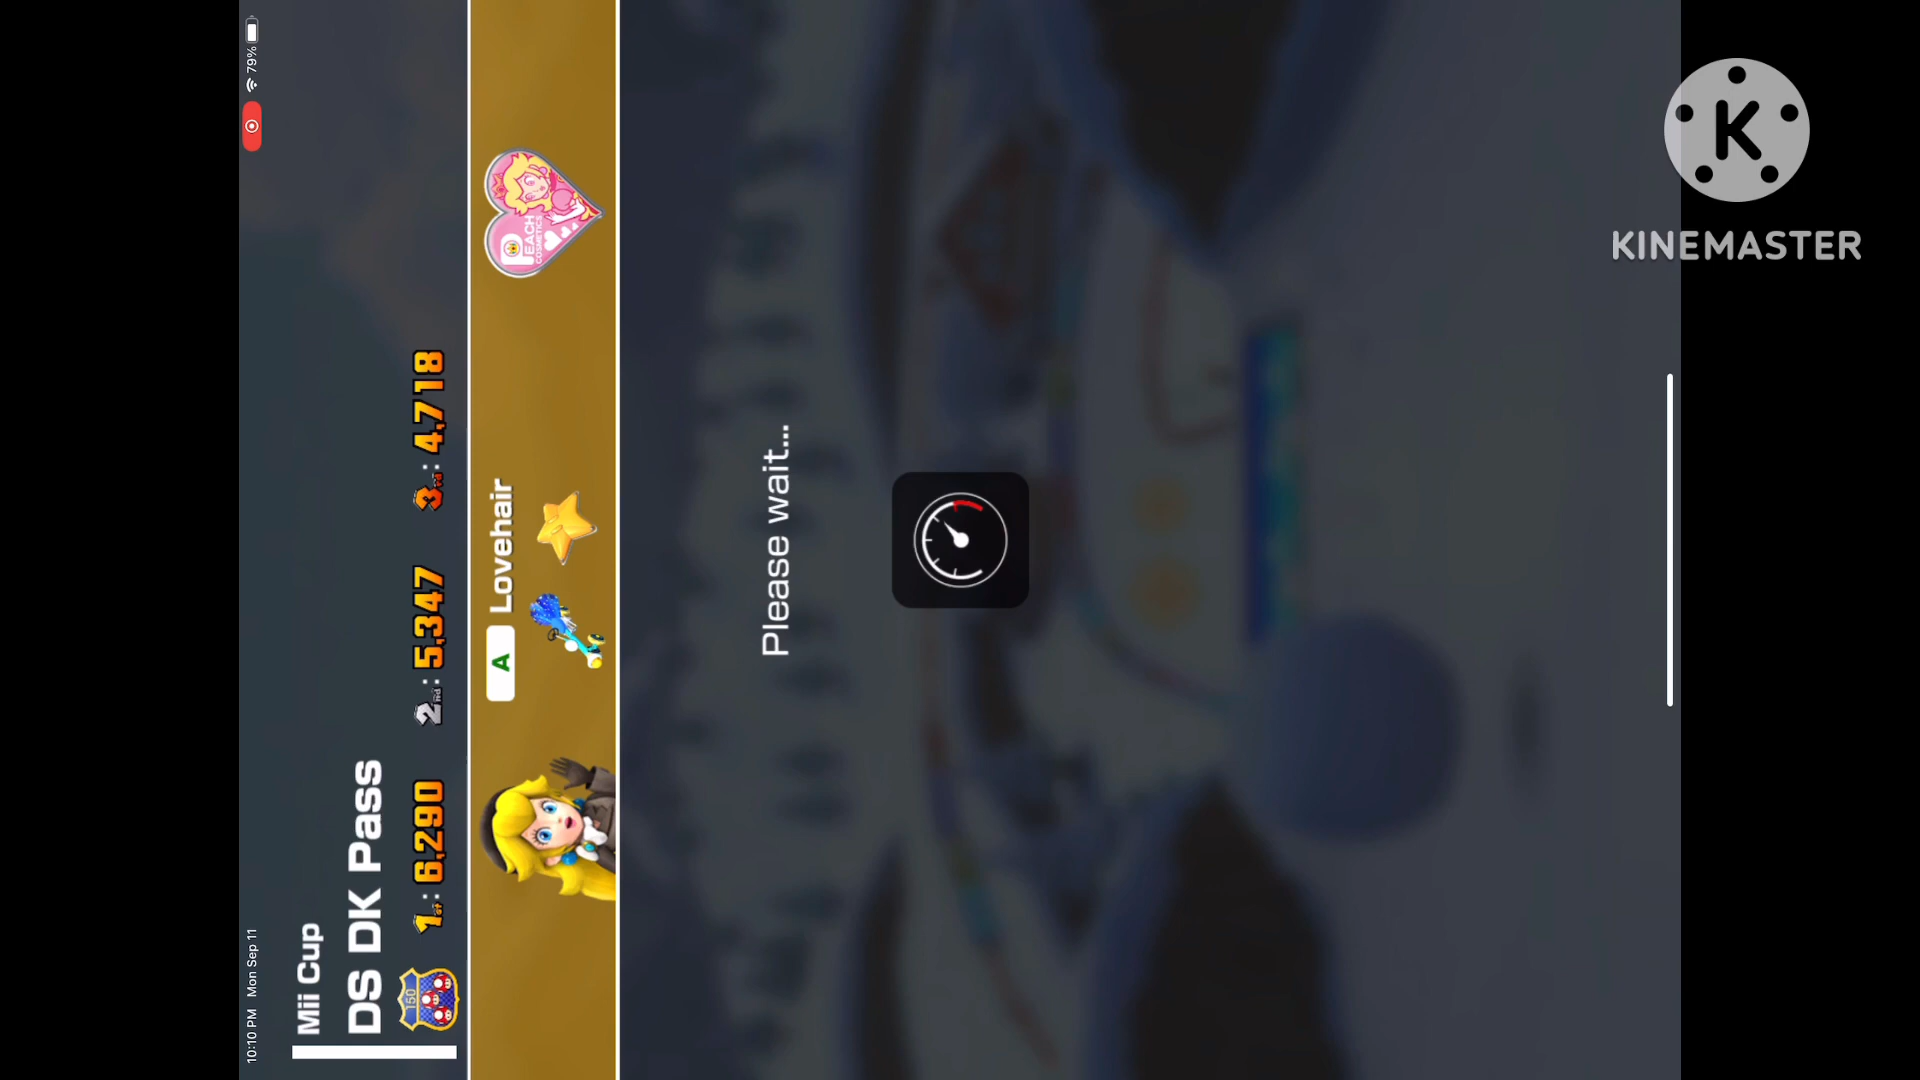 10:10 PM Mon Sep 11
79%
Mii Cup
DS DK Pass
150
1st: 6,290 2nd: 5,347 3rd: 4,718
A Lovehair
PEACH
COSMETICS
Please wait...
K
KINEMASTER